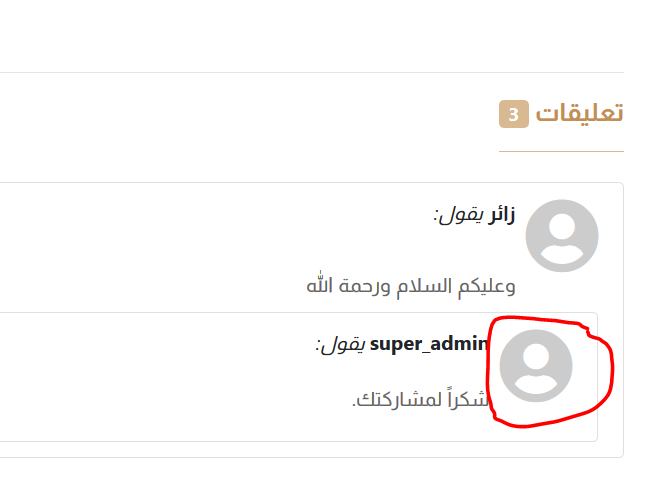 تعليقات 3
زائر يقول:
وعليكم السلام ورحمة الله
super_admin يقول:
شكراً لمشاركتك.